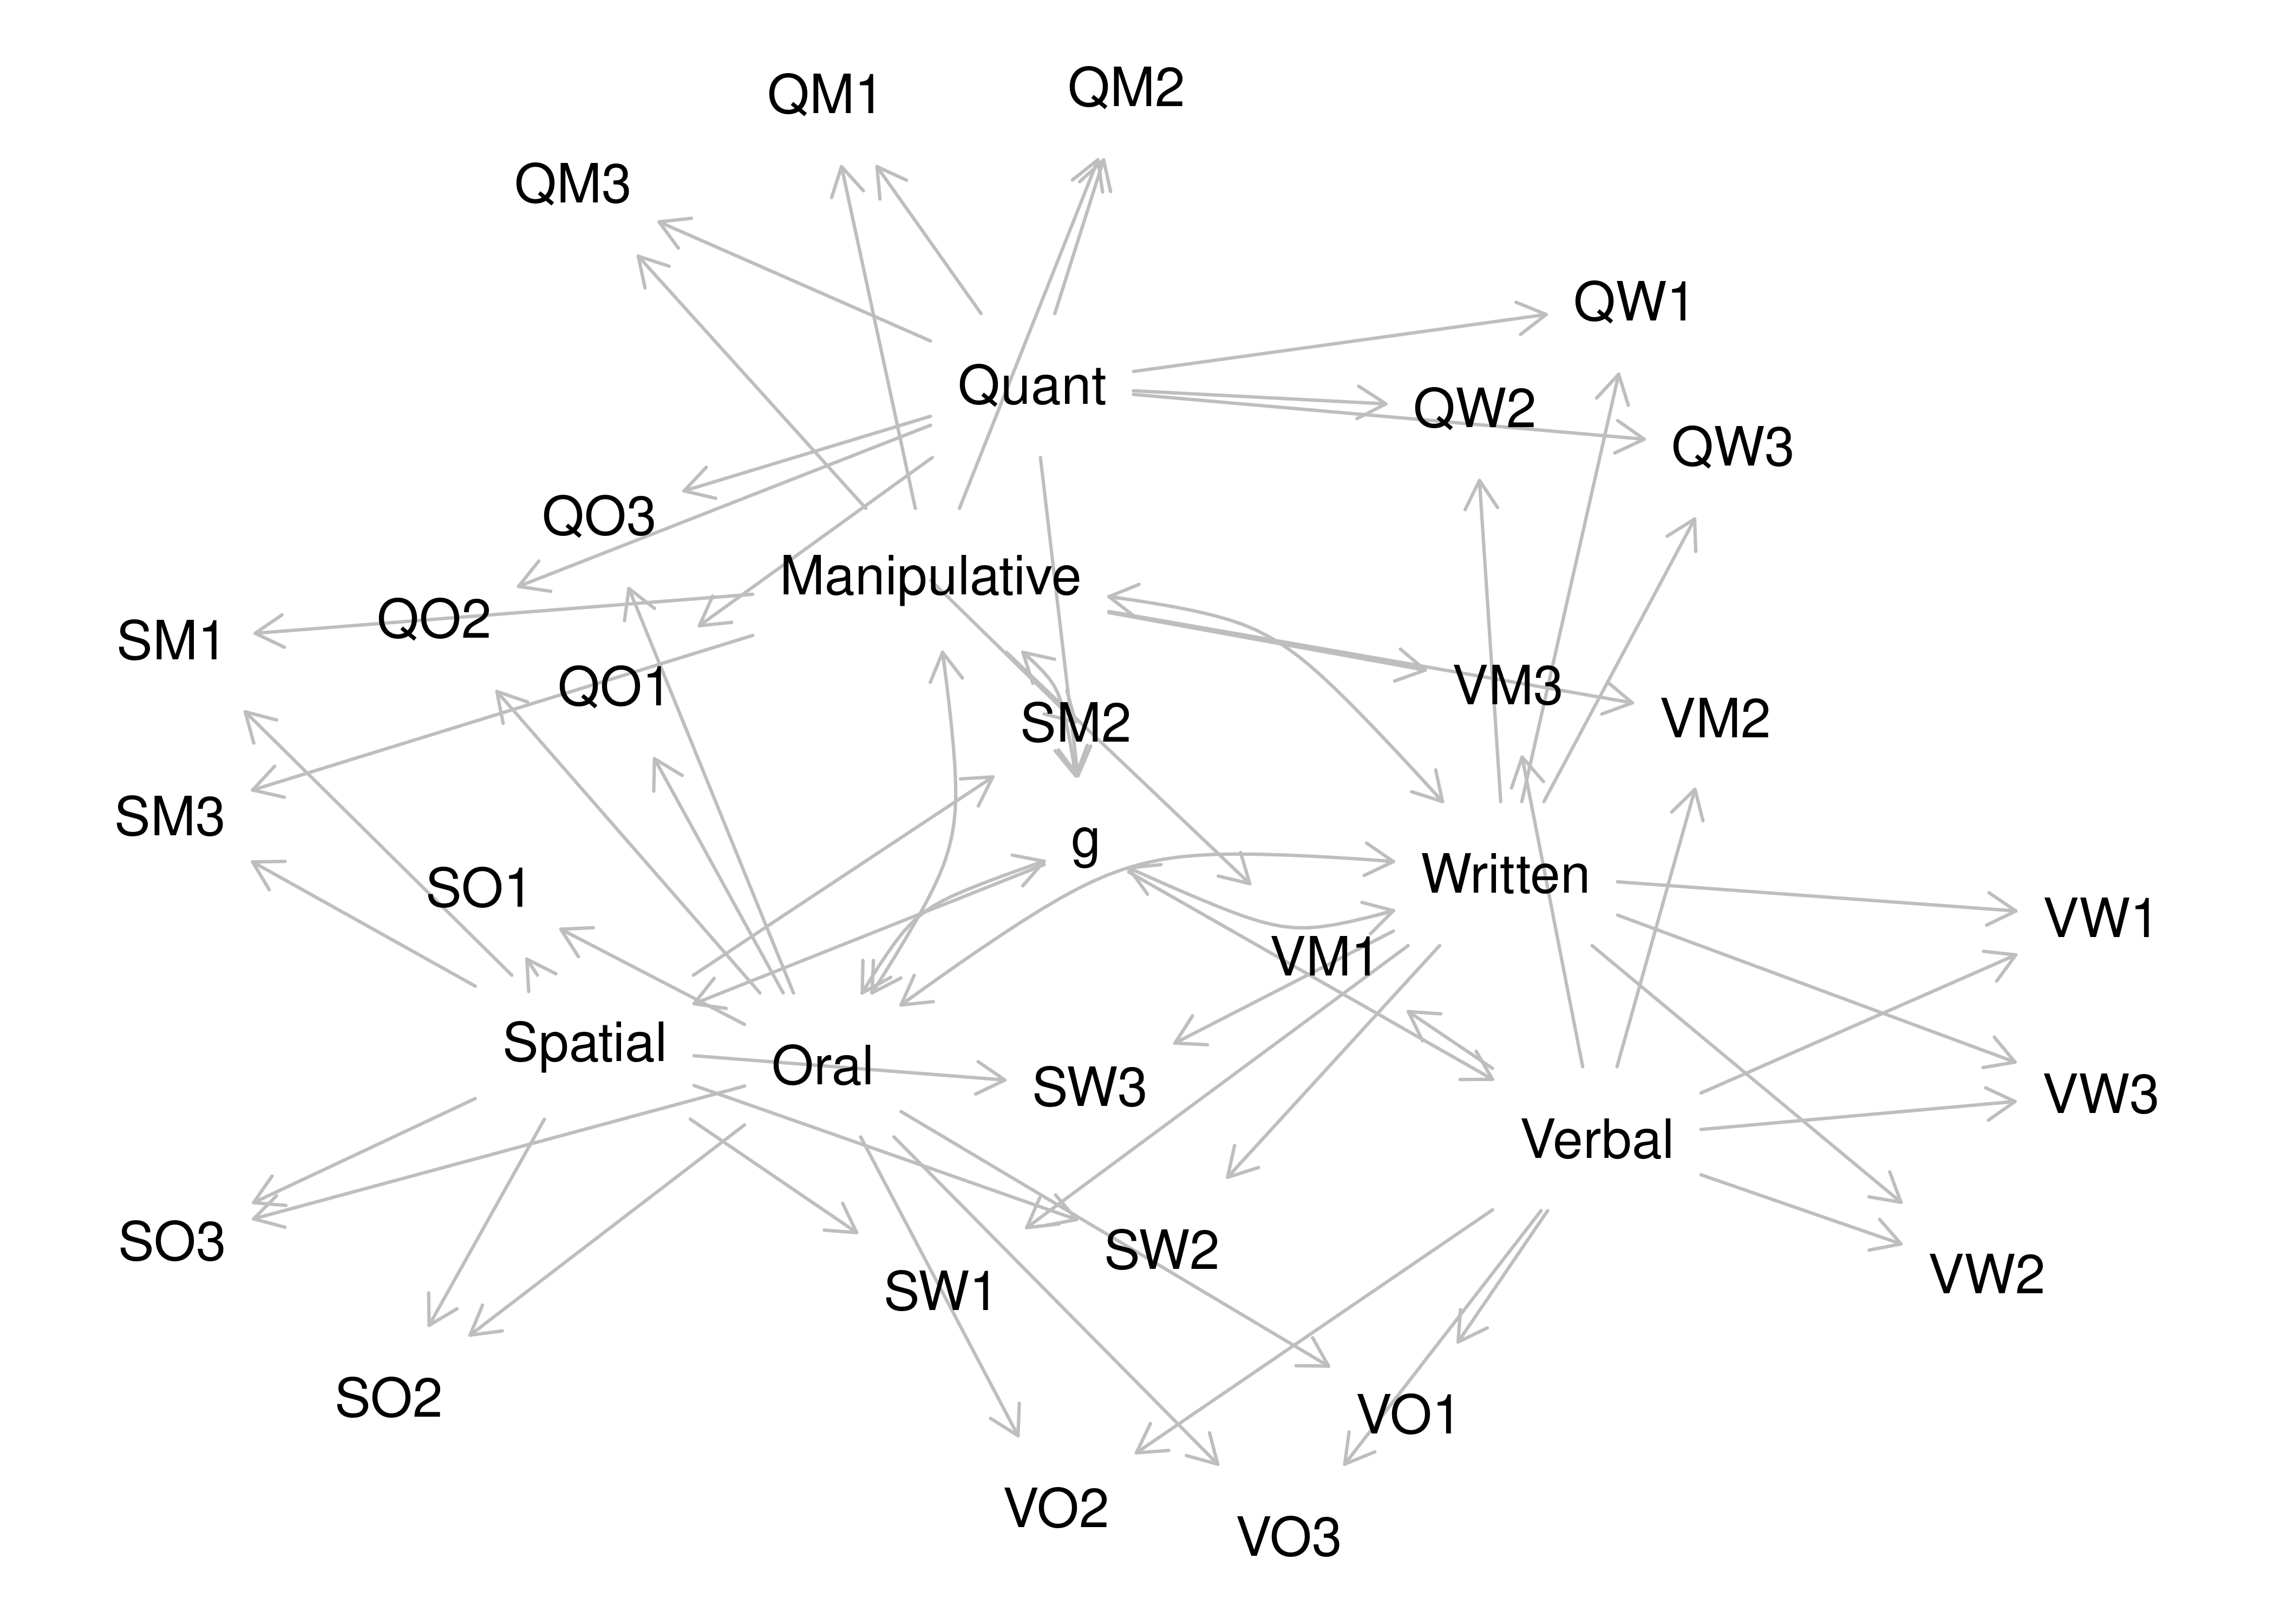 QM1
QM2
QM3
QW1
Quant
QW2
QW3
QO3
Manipulative
QO2
SM1
QO1
VM3
SM2
VM2
SM3
g
Written
SO1
VW1
VM1
Spatial
Oral
SW3
VW3
Verbal
SO3
SW2
VW2
SW1
SO2
VO1
VO2
VO3